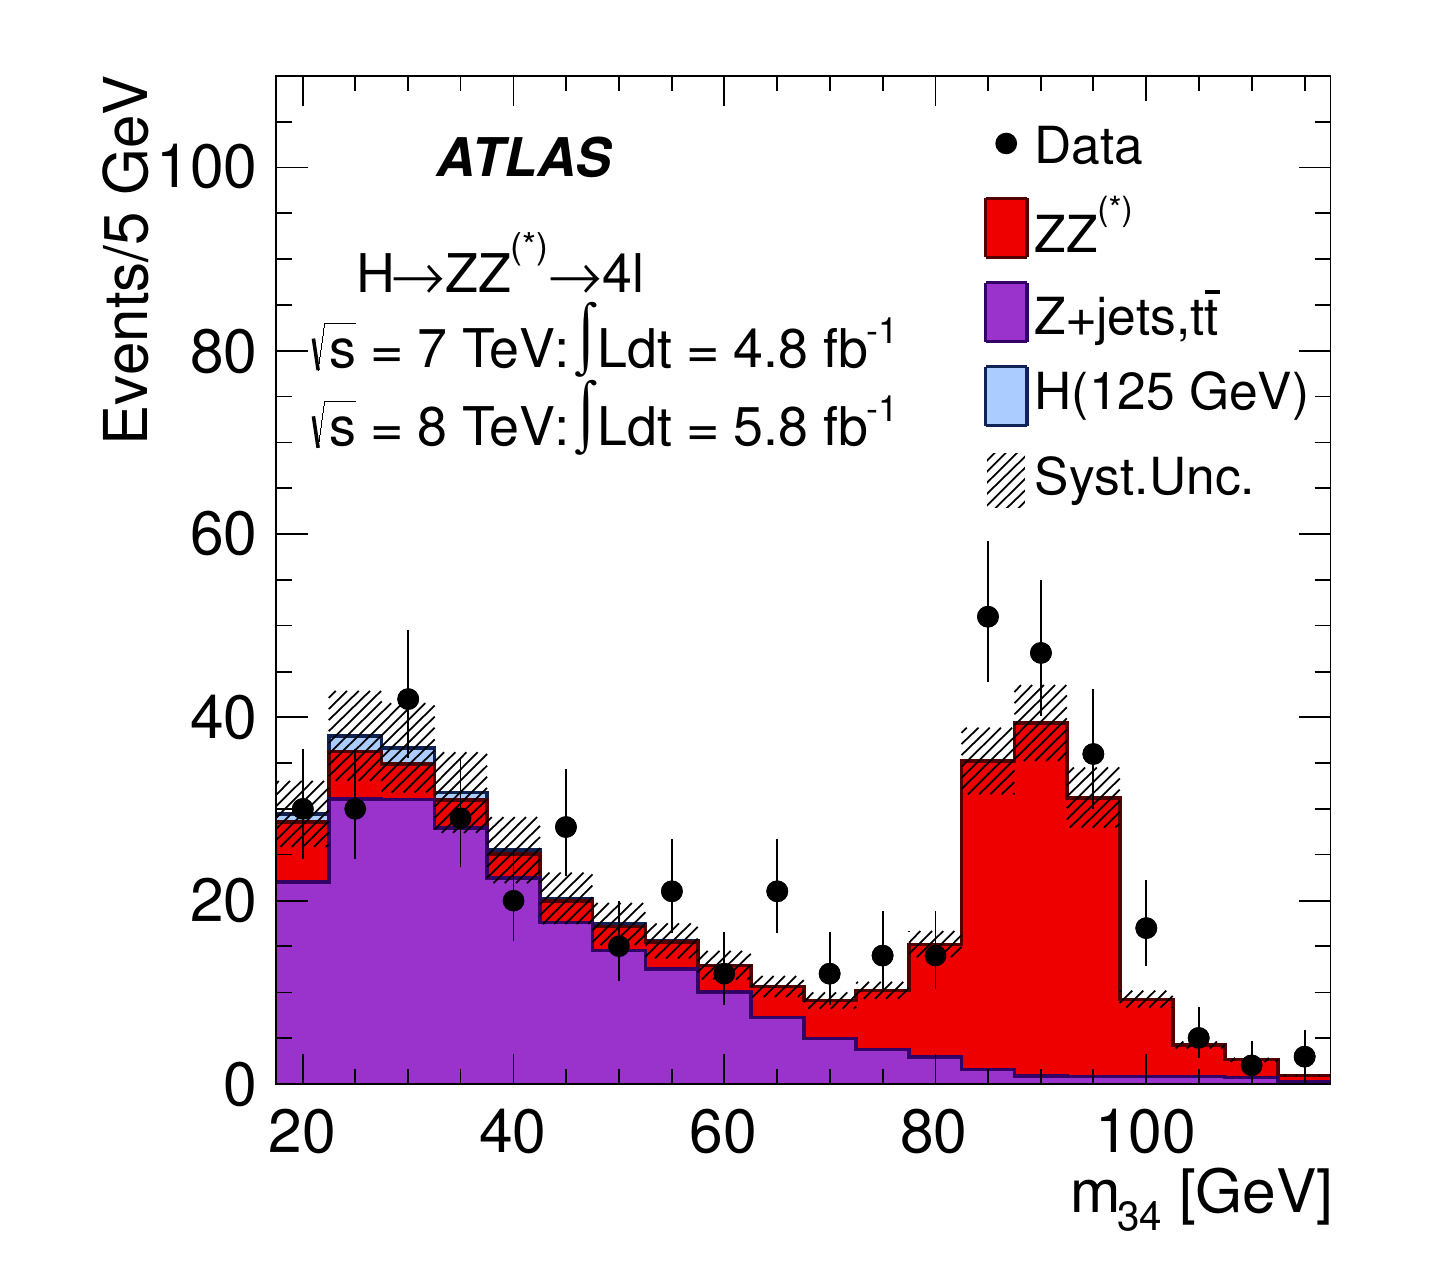 Events/5 GeV
100
80
60
40
20
0
ATLAS
H→ZZ(*)→4l
√s = 7 TeV:∫Ldt = 4.8 fb-1
√s = 8 TeV:∫Ldt = 5.8 fb-1
Data
ZZ(*)
Z+jets,tt̄
H(125 GeV)
Syst.Unc.
20 40 60 80 100
m34 [GeV]